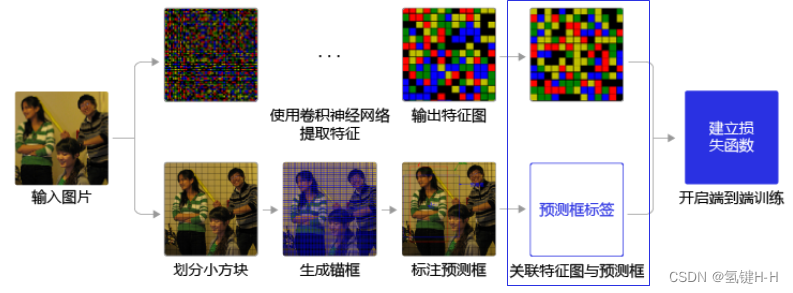 ···
使用卷积神经网络
提取特征
输出特征图
输入图片
建立损
失函数
开启端到端训练
预测框标签
划分小方块
生成锚框
标注预测框
关联特征图与预测框
CSDN @氢键H-H